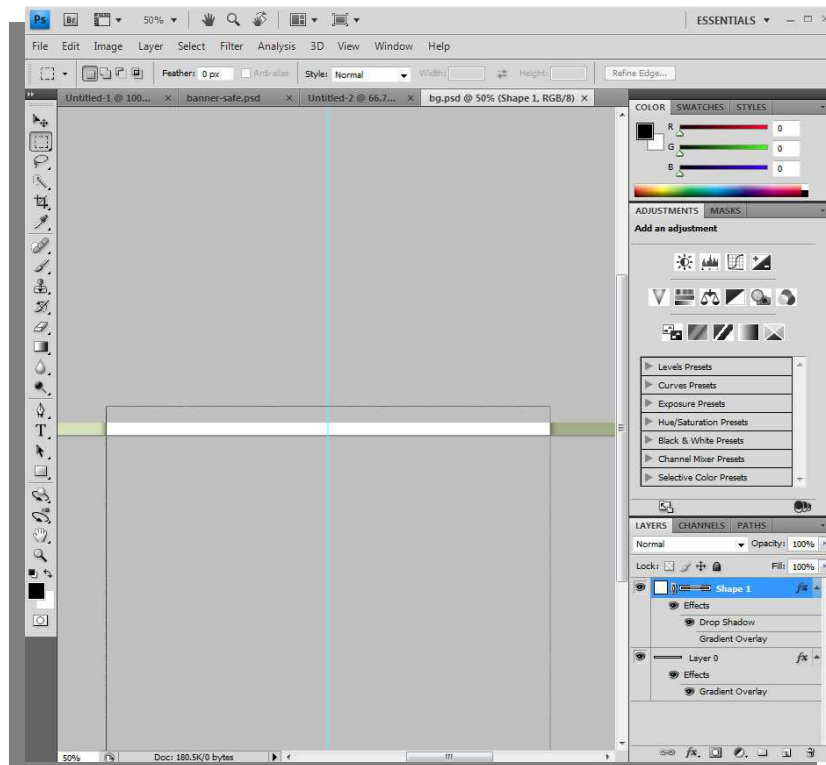 Ps Br 50% ESSENTIALS
File Edit Image Layer Select Filter Analysis 3D View Window Help
Feather: 0 px Anti-alias Style: Normal Width: Height: Refine Edge...
Untitled-1 @ 100... × banner-safe.psd × Untitled-2 @ 66.7... × bg.psd @ 50% (Shape 1, RGB/8) ×
COLOR SWATCHES STYLES
R 0
G 0
B 0
ADJUSTMENTS MASKS
Add an adjustment
Levels Presets
Curves Presets
Exposure Presets
Hue/Saturation Presets
Black & White Presets
Channel Mixer Presets
Selective Color Presets
LAYERS CHANNELS PATHS
Normal Opacity: 100%
Lock: Fill: 100%
Shape 1 fx
Effects
Drop Shadow
Gradient Overlay
Layer 0 fx
Effects
Gradient Overlay
fx.
T
50% Doc: 180.5K/0 bytes